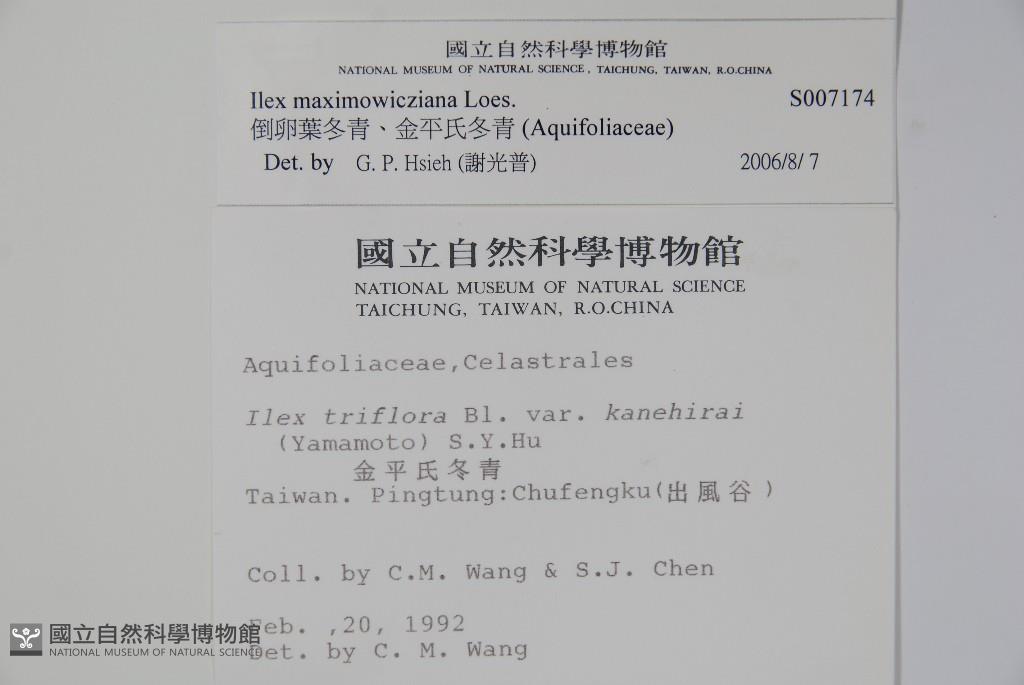 國立自然科學博物館
NATIONAL MUSEUM OF NATURAL SCIENCE, TAICHUNG, TAIWAN, R.O.CHINA
Ilex maximowicziana Loes. S007174
倒卵葉冬青、金平氏冬青 (Aquifoliaceae)
Det. by G. P. Hsieh (謝光普) 2006/8/ 7
國立自然科學博物館
NATIONAL MUSEUM OF NATURAL SCIENCE
TAICHUNG, TAIWAN, R.O.CHINA
Aquifoliaceae,Celastrales
Ilex triflora Bl. var. kanehirai
(Yamamoto) S.Y.Hu
金平氏冬青
Taiwan. Pingtung:Chufengku(出風谷)
Coll. by C.M. Wang & S.J. Chen
Feb. ,20, 1992
Det. by C. M. Wang
國立自然科學博物館
NATIONAL MUSEUM OF NATURAL SCIENCE